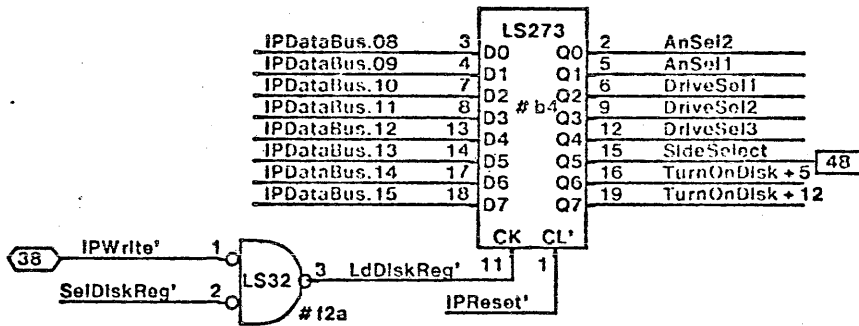 LS273
IPDataBus.08 3 D0 Q0 2 AnSel2
IPDataBus.09 4 D1 Q1 5 AnSel1
IPDataBus.10 7 D2 Q2 6 DriveSel1
IPDataBus.11 8 D3 # b4 Q3 9 DriveSel2
IPDataBus.12 13 D4 Q4 12 DriveSel3
IPDataBus.13 14 D5 Q5 15 SideSelect 48
IPDataBus.14 17 D6 Q6 16 TurnOnDisk + 5
IPDataBus.15 18 D7 Q7 19 TurnOnDisk + 12
CK CL'
38 IPWrite' 1
LS32 3 LdDiskReg' 11 1
SelDiskReg' 2
# f2a
IPReset'